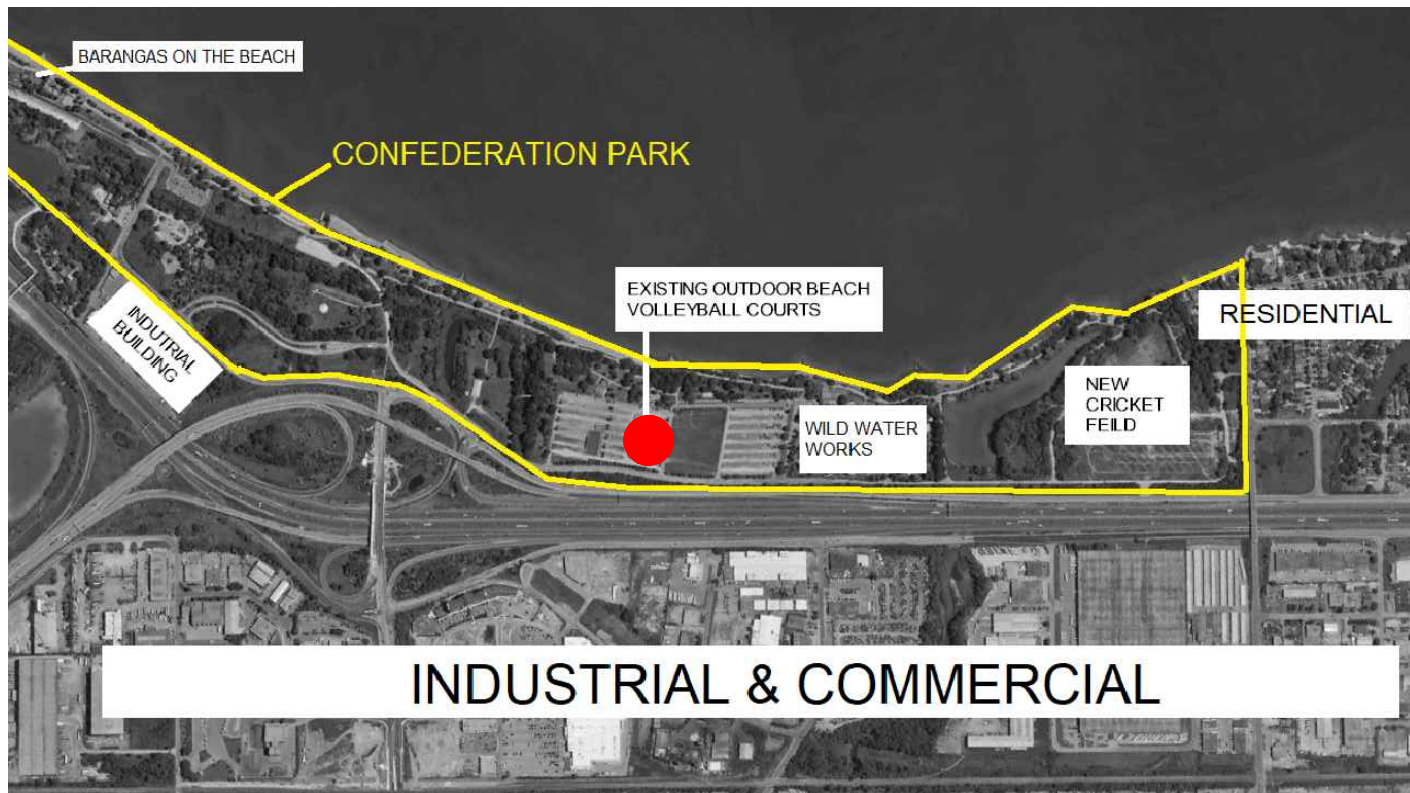 BARANGAS ON THE BEACH
CONFEDERATION PARK
EXISTING OUTDOOR BEACH
VOLLEYBALL COURTS
RESIDENTIAL
INDUTRIAL
BUILDING
NEW
CRICKET
FEILD
WILD WATER
WORKS
INDUSTRIAL & COMMERCIAL